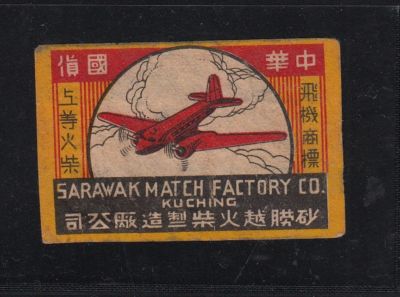 中華國貨
飛機商標
上等火柴
SARAWAK MATCH FACTORY CO.
KUCHING
砂朥越火柴製造廠公司